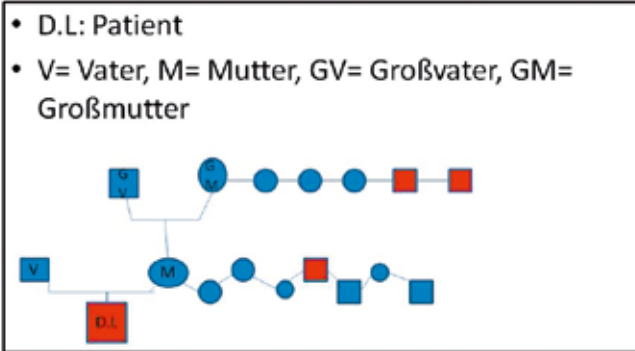 • D.L: Patient
• V= Vater, M= Mutter, GV= Großvater, GM=
Großmutter
G
V
G
M
V
M
D.L